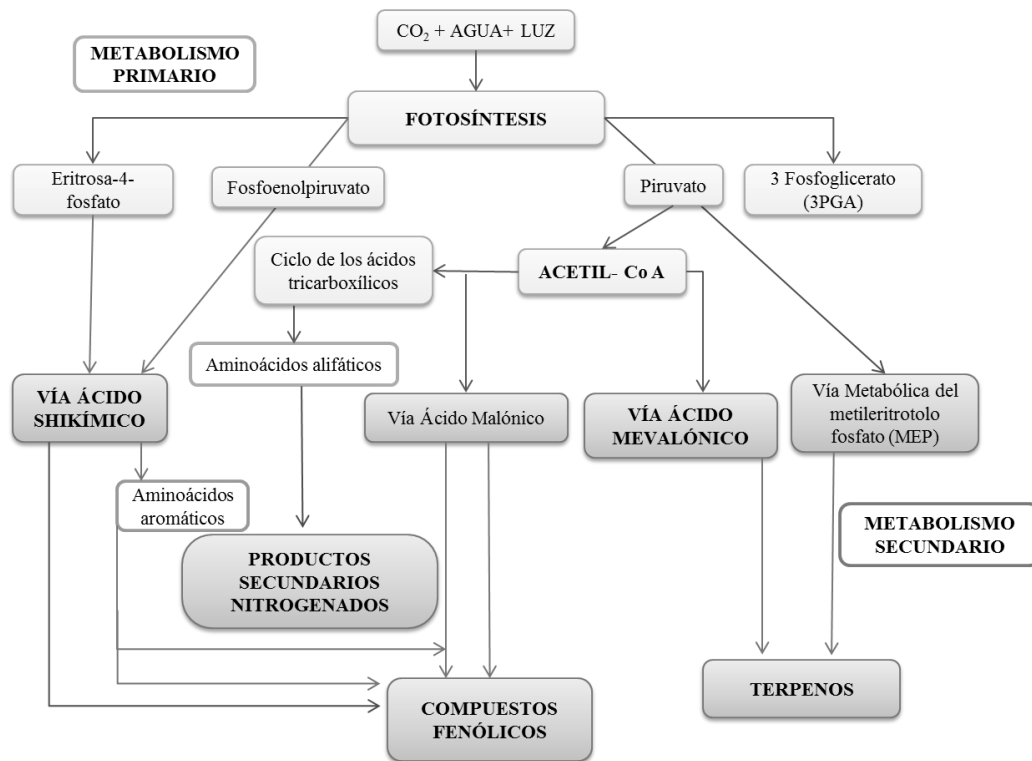 CO₂ + AGUA+ LUZ
METABOLISMO
PRIMARIO
FOTOSÍNTESIS
Eritrosa-4-
fosfato
Fosfoenolpiruvato
Piruvato
3 Fosfoglicerato
(3PGA)
Ciclo de los ácidos
tricarboxílicos
ACETIL- Co A
Aminoácidos alifáticos
VÍA ÁCIDO
SHIKÍMICO
Vía Ácido Malónico
VÍA ÁCIDO
MEVALÓNICO
Vía Metabólica del
metileritrotolo
fosfato (MEP)
Aminoácidos
aromáticos
METABOLISMO
SECUNDARIO
PRODUCTOS
SECUNDARIOS
NITROGENADOS
TERPENOS
COMPUESTOS
FENÓLICOS